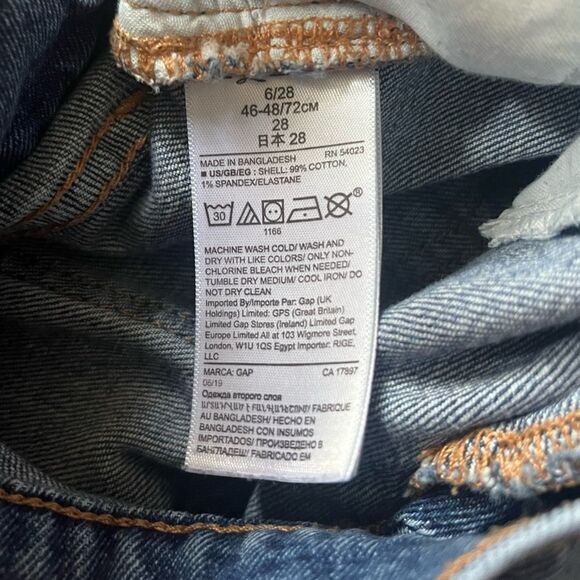 6/28
46-48/72CM
28
日本 28
MADE IN BANGLADESH RN 54023
■ US/GB/EG : SHELL: 99% COTTON,
1% SPANDEX/ELASTANE
30
1166
MACHINE WASH COLD/ WASH AND
DRY WITH LIKE COLORS/ ONLY NON-
CHLORINE BLEACH WHEN NEEDED/
TUMBLE DRY MEDIUM/ COOL IRON/ DO
NOT DRY CLEAN
Imported By/Importe Par: Gap (UK
Holdings) Limited: GPS (Great Britain)
Limited Gap Stores (Ireland) Limited Gap
Europe Limited All at 103 Wigmore Street,
London, W1U 1QS Egypt Importer: RIGE,
LLC
MARCA: GAP CA 17897
06/19
Одежда второго слоя
FABRIQUE
AU BANGLADESH/ HECHO EN
BANGLADESH CON INSUMOS
IMPORTADOS/ ПРОИЗВЕДЕНО В
БАНГЛАДЕШ/ FABRICADO EM